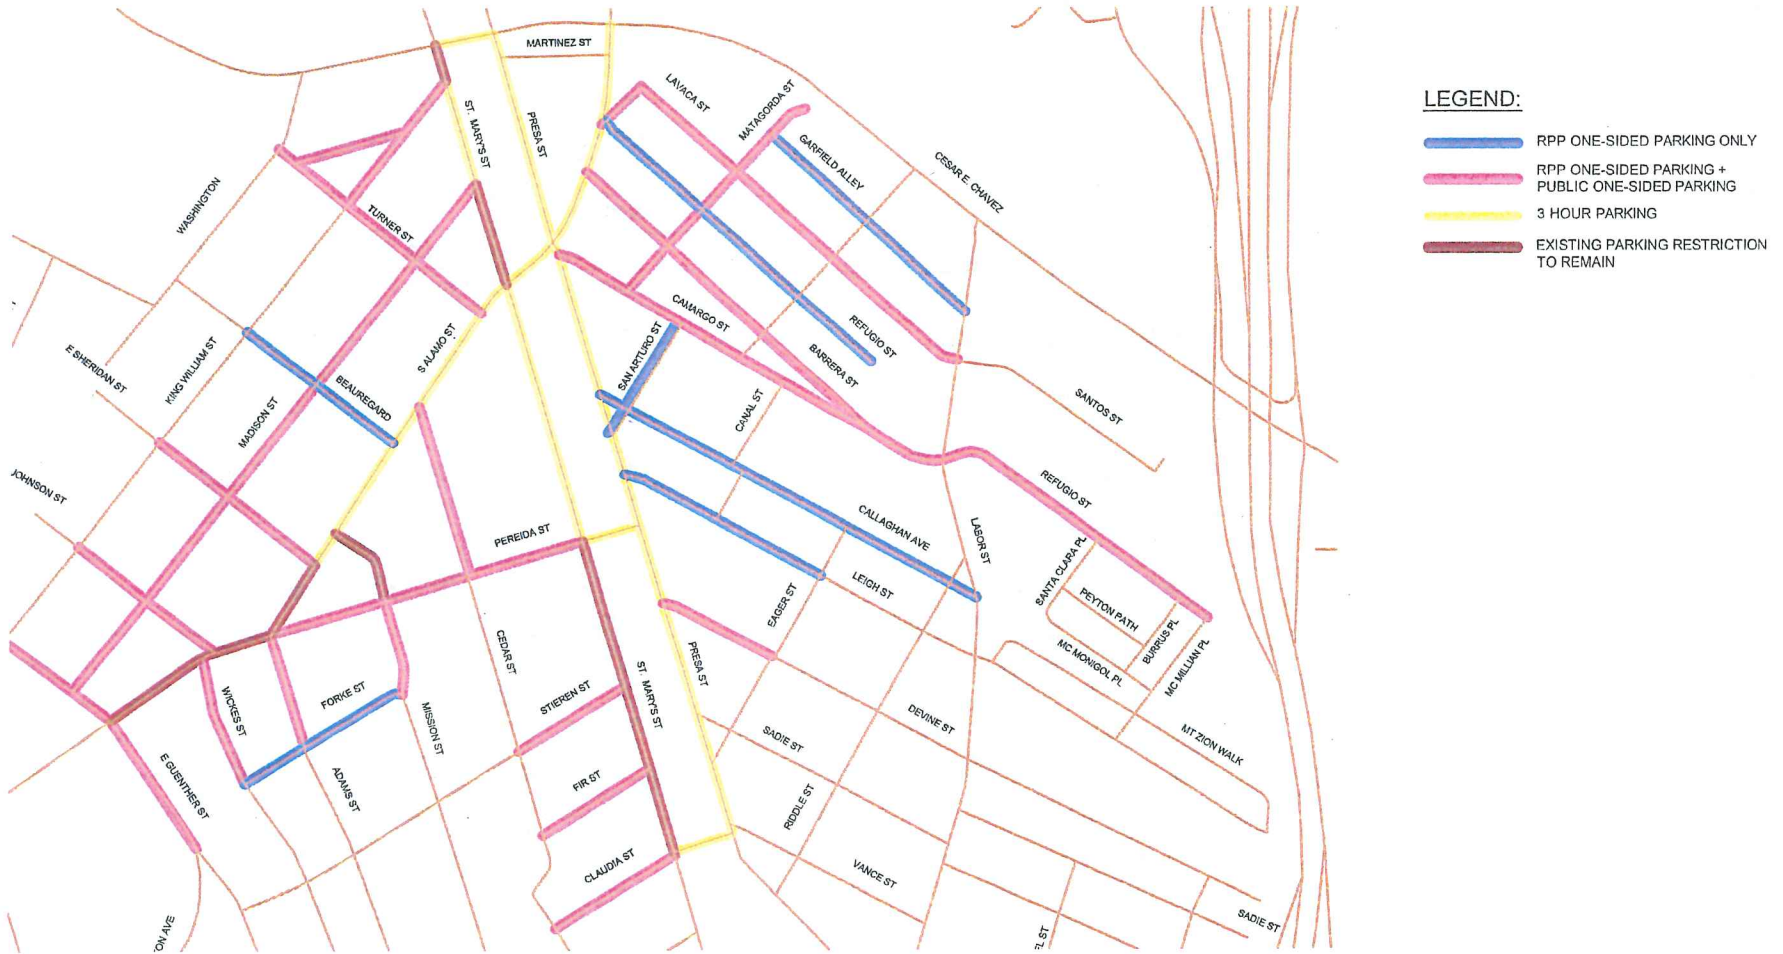 MARTINEZ ST
LAVACA ST
MATAGORDA ST
ST. MARY'S ST
PRESA ST
GARFIELD ALLEY
CESAR E. CHAVEZ
WASHINGTON
TURNER ST
CAMARGO ST
REFUGIO ST
BARRERA ST
SAN ARTURO ST
S ALAMO ST
KING WILLIAM ST
E SHERIDAN ST
BEAUREGARD
MADISON ST
CANAL ST
SANTOS ST
JOHNSON ST
REFUGIO ST
PEREIDA ST
CALLAGHAN AVE
LABOR ST
LEIGH ST
EAGER ST
SANTA CLARA PL
PEYTON PATH
BURRUS PL
MC MONIGOL PL
MC MILLIAN PL
CEDAR ST
ST. MARY'S ST
PRESA ST
WICKES ST
FORKE ST
STIEREN ST
MISSION ST
DEVINE ST
SADIE ST
MT ZION WALK
E GUENTHER ST
ADAMS ST
FIR ST
RIDDLE ST
CLAUDIA ST
VANCE ST
SADIE ST
TON AVE
EL ST
LEGEND:
RPP ONE-SIDED PARKING ONLY
RPP ONE-SIDED PARKING +
PUBLIC ONE-SIDED PARKING
3 HOUR PARKING
EXISTING PARKING RESTRICTION
TO REMAIN